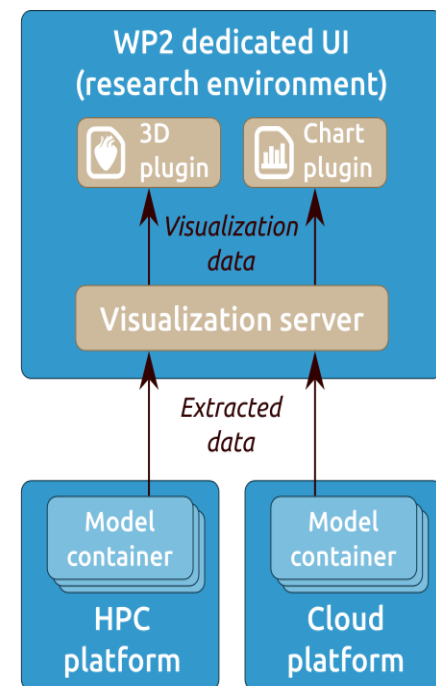 WP2 dedicated UI
(research environment)
3D
plugin
Chart
plugin
Visualization
data
Visualization server
Extracted
data
Model
container
HPC
platform
Model
container
Cloud
platform